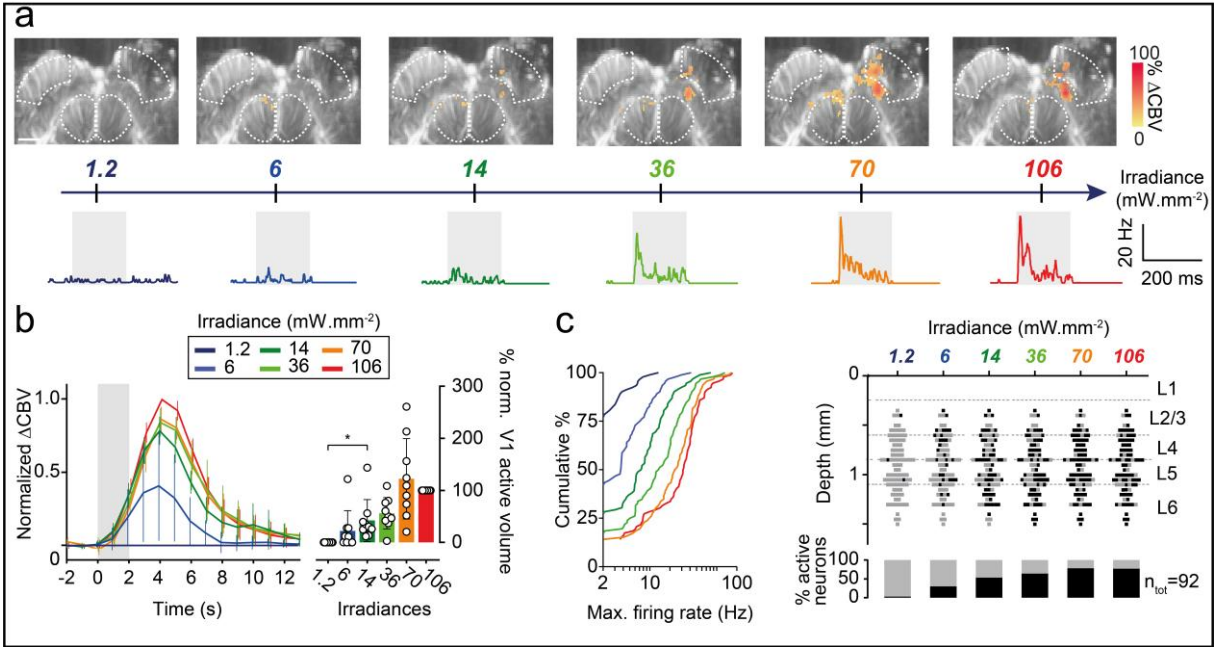 a
100%
ΔCBV
0
1.2 6 14 36 70 106
Irradiance
(mW.mm-2)
20 Hz
200 ms
b
Irradiance (mW.mm-2)
1.2 14 70
6 36 106
Normalized ΔCBV
1.0
0.5
0
-2 0 2 4 6 8 10 12
Time (s)
*
300
200
100
0
% norm. V1 active volume
1.2 6 14 36 70 106
Irradiances
c
Cumulative %
100
75
50
25
2 10 100
Max. firing rate (Hz)
Irradiance (mW.mm-2)
1.2 6 14 36 70 106
Depth (mm)
0
1
L1
L2/3
L4
L5
L6
% active
neurons
100
50
0
ntot=92